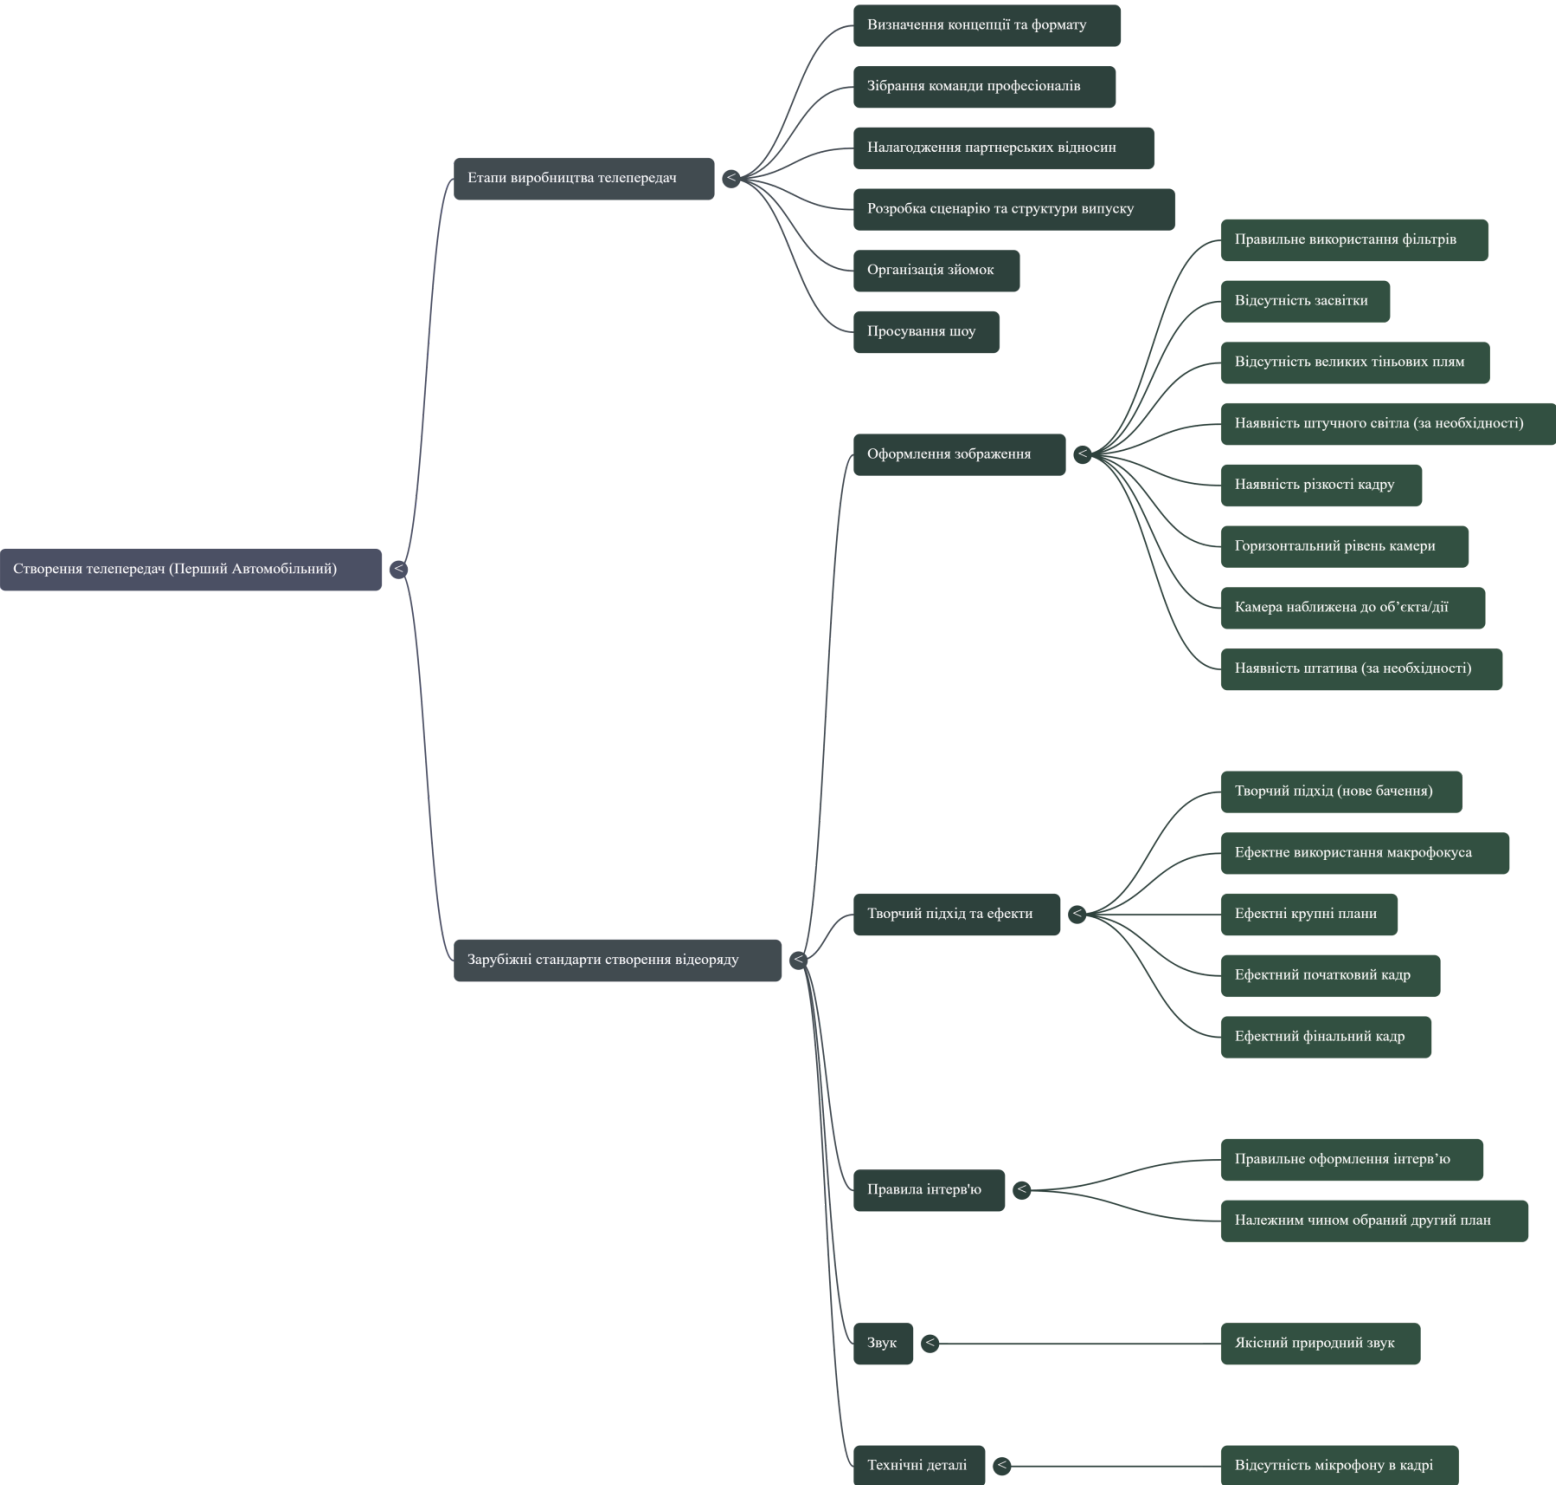 Створення телепередач (Перший Автомобільний)
Етапи виробництва телепередач
Визначення концепції та формату
Зібрання команди професіоналів
Налагодження партнерських відносин
Розробка сценарію та структури випуску
Організація зйомок
Просування шоу
Зарубіжні стандарти створення відеоряду
Оформлення зображення
Правильне використання фільтрів
Відсутність засвітки
Відсутність великих тіньових плям
Наявність штучного світла (за необхідності)
Наявність різкості кадру
Горизонтальний рівень камери
Камера наближена до об’єкта/дії
Наявність штатива (за необхідності)
Творчий підхід та ефекти
Творчий підхід (нове бачення)
Ефектне використання макрофокуса
Ефектні крупні плани
Ефектний початковий кадр
Ефектний фінальний кадр
Правила інтерв'ю
Правильне оформлення інтерв’ю
Належним чином обраний другий план
Звук
Якісний природний звук
Технічні деталі
Відсутність мікрофону в кадрі